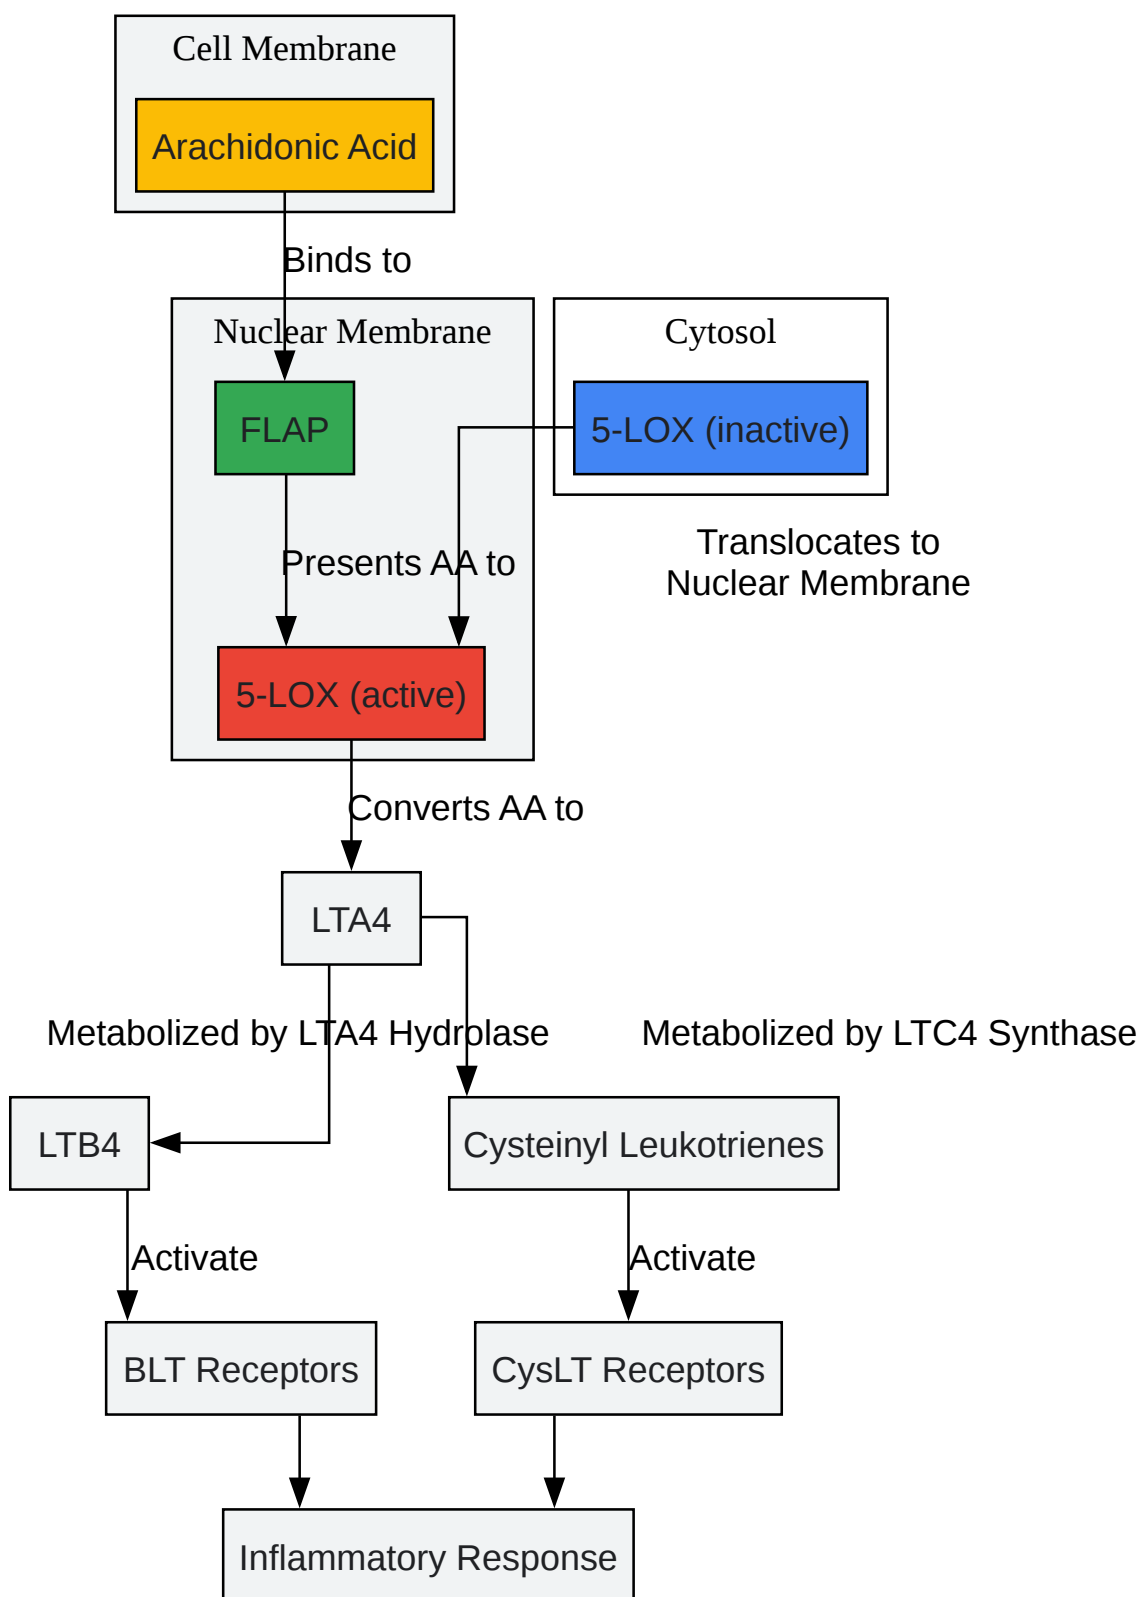 Cell Membrane
Arachidonic Acid
Binds to
Nuclear Membrane
Cytosol
FLAP
5-LOX (inactive)
Presents AA to
Translocates to
Nuclear Membrane
5-LOX (active)
Converts AA to
LTA4
Metabolized by LTA4 Hydrolase
Metabolized by LTC4 Synthase
LTB4
Cysteinyl Leukotrienes
Activate
Activate
BLT Receptors
CysLT Receptors
Inflammatory Response